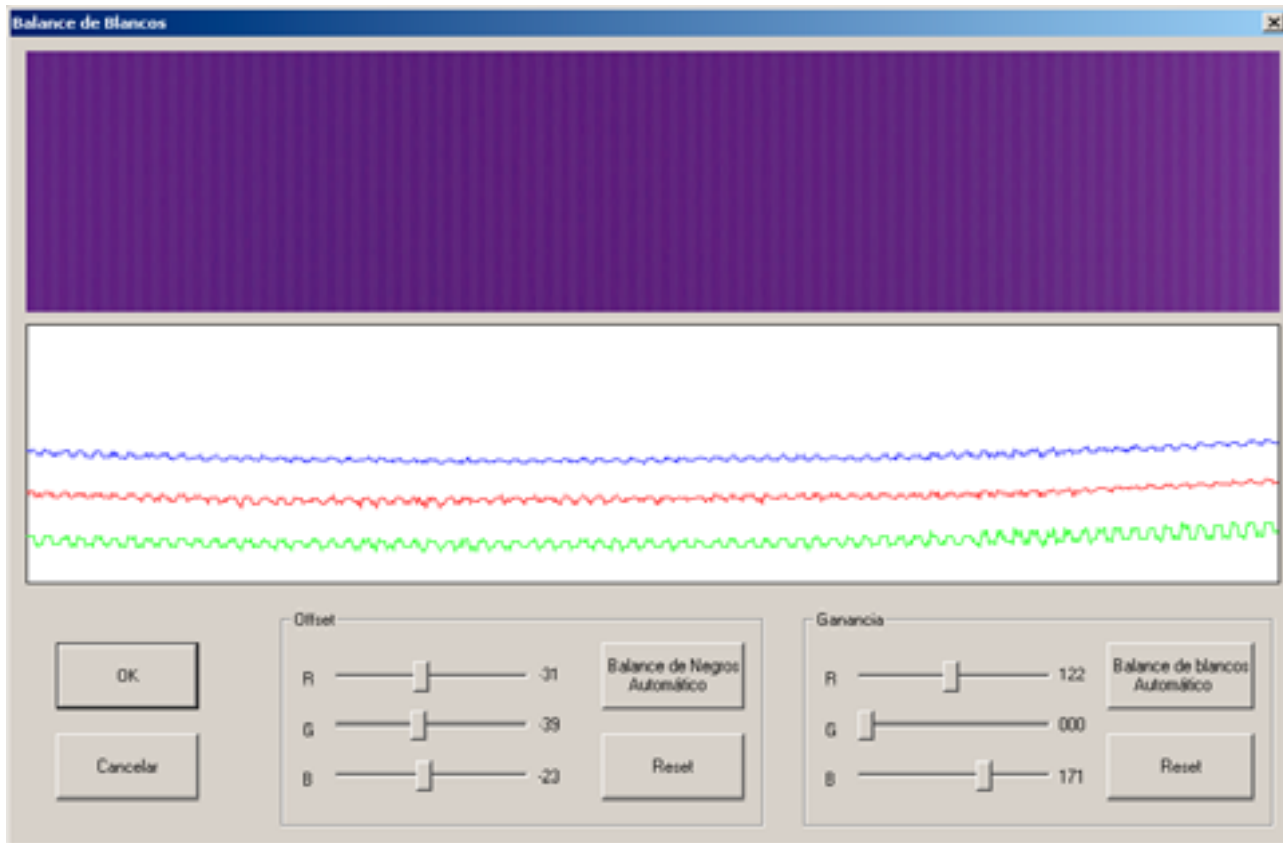 Balance de Blancos
OK
Cancelar
Offset
R -31
G -39
B -23
Balance de Negros
Automático
Reset
Ganancia
R 122
G 000
B 171
Balance de blancos
Automático
Reset